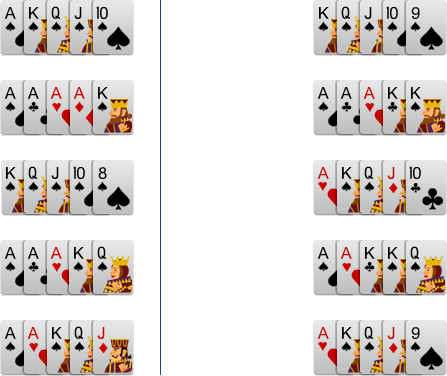 A K Q J 10
K Q J 10 9
A A A A K
A A A K K
K Q J 10 8
A K Q J 10
A A A K Q
A A K K Q
A A K Q J
A K Q J 9